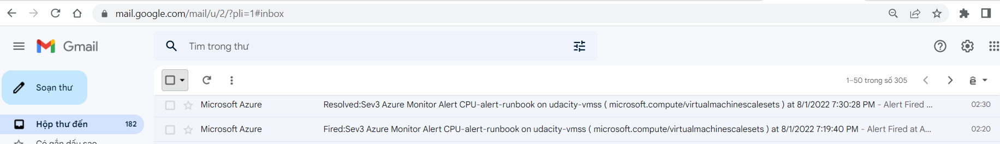 mail.google.com/mail/u/2/?pli=1#inbox
Gmail
Tìm trong thư
Soạn thư
1–50 trong số 305
Microsoft Azure Resolved:Sev3 Azure Monitor Alert CPU-alert-runbook on udacity-vmss ( microsoft.compute/virtualmachinescalesets ) at 8/1/2022 7:30:28 PM - Alert Fired ... 02:30
Hộp thư đến 182
Microsoft Azure Fired:Sev3 Azure Monitor Alert CPU-alert-runbook on udacity-vmss ( microsoft.compute/virtualmachinescalesets ) at 8/1/2022 7:19:40 PM - Alert Fired at A... 02:20
Có gắn dấu sao